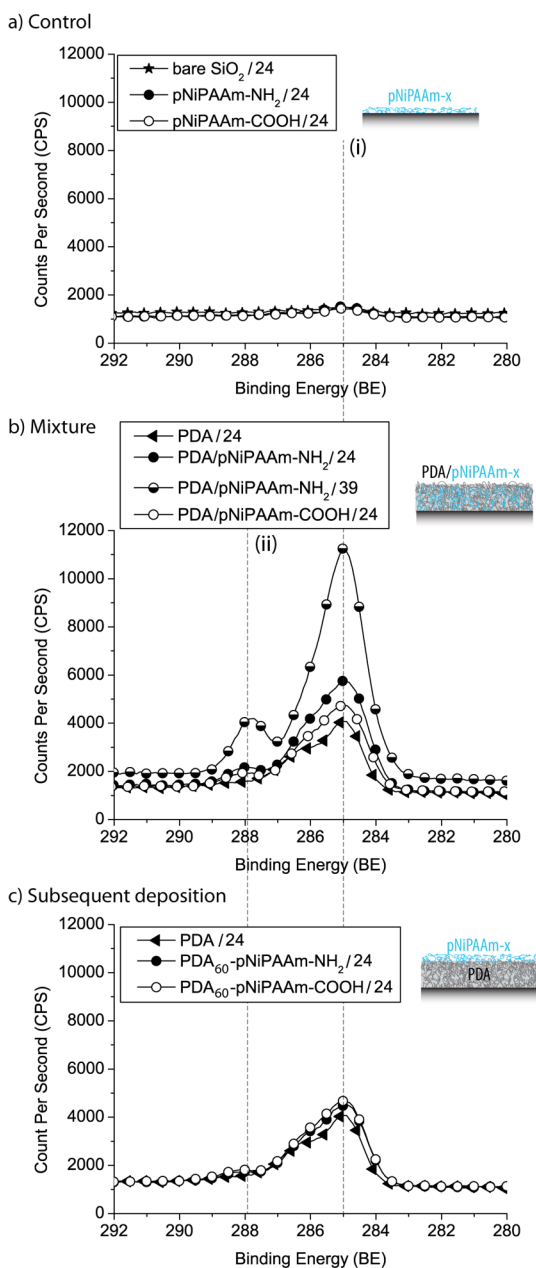 a) Control
12000
10000
8000
6000
4000
2000
0
Counts Per Second (CPS)
bare SiO₂/24
pNiPAAm-NH₂/24
pNiPAAm-COOH/24
pNiPAAm-x
(i)
292 290 288 286 284 282 280
Binding Energy (BE)
b) Mixture
PDA/24
PDA/pNiPAAm-NH₂/24
PDA/pNiPAAm-NH₂/39
PDA/pNiPAAm-COOH/24
PDA/pNiPAAm-x
(ii)
12000
10000
8000
6000
4000
2000
0
Counts Per Second (CPS)
292 290 288 286 284 282 280
Binding Energy (BE)
c) Subsequent deposition
12000
10000
8000
6000
4000
2000
0
Count Per Second (CPS)
PDA/24
PDA₆₀-pNiPAAm-NH₂/24
PDA₆₀-pNiPAAm-COOH/24
pNiPAAm-x
PDA
292 290 288 286 284 282 280
Binding Energy (BE)